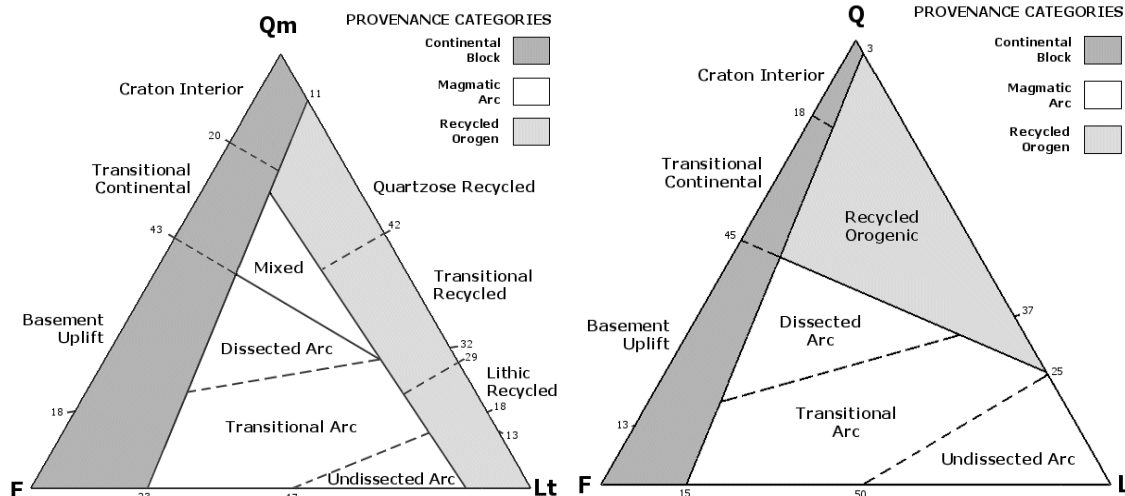 Qm
PROVENANCE CATEGORIES
Continental
Block
Magmatic
Arc
Recycled
Orogen
Craton Interior
11
20
Transitional
Continental
Quartzose Recycled
43
42
Mixed
Transitional
Recycled
Basement
Uplift
Dissected Arc
32
29
Lithic
Recycled
18
18
Transitional Arc
13
Undissected Arc
F
Lt
Q
PROVENANCE CATEGORIES
Continental
Block
Magmatic
Arc
Recycled
Orogen
3
Craton Interior
18
Transitional
Continental
Recycled
Orogenic
45
37
Dissected
Arc
Basement
Uplift
25
Transitional
Arc
13
Undissected Arc
F
L
15
50